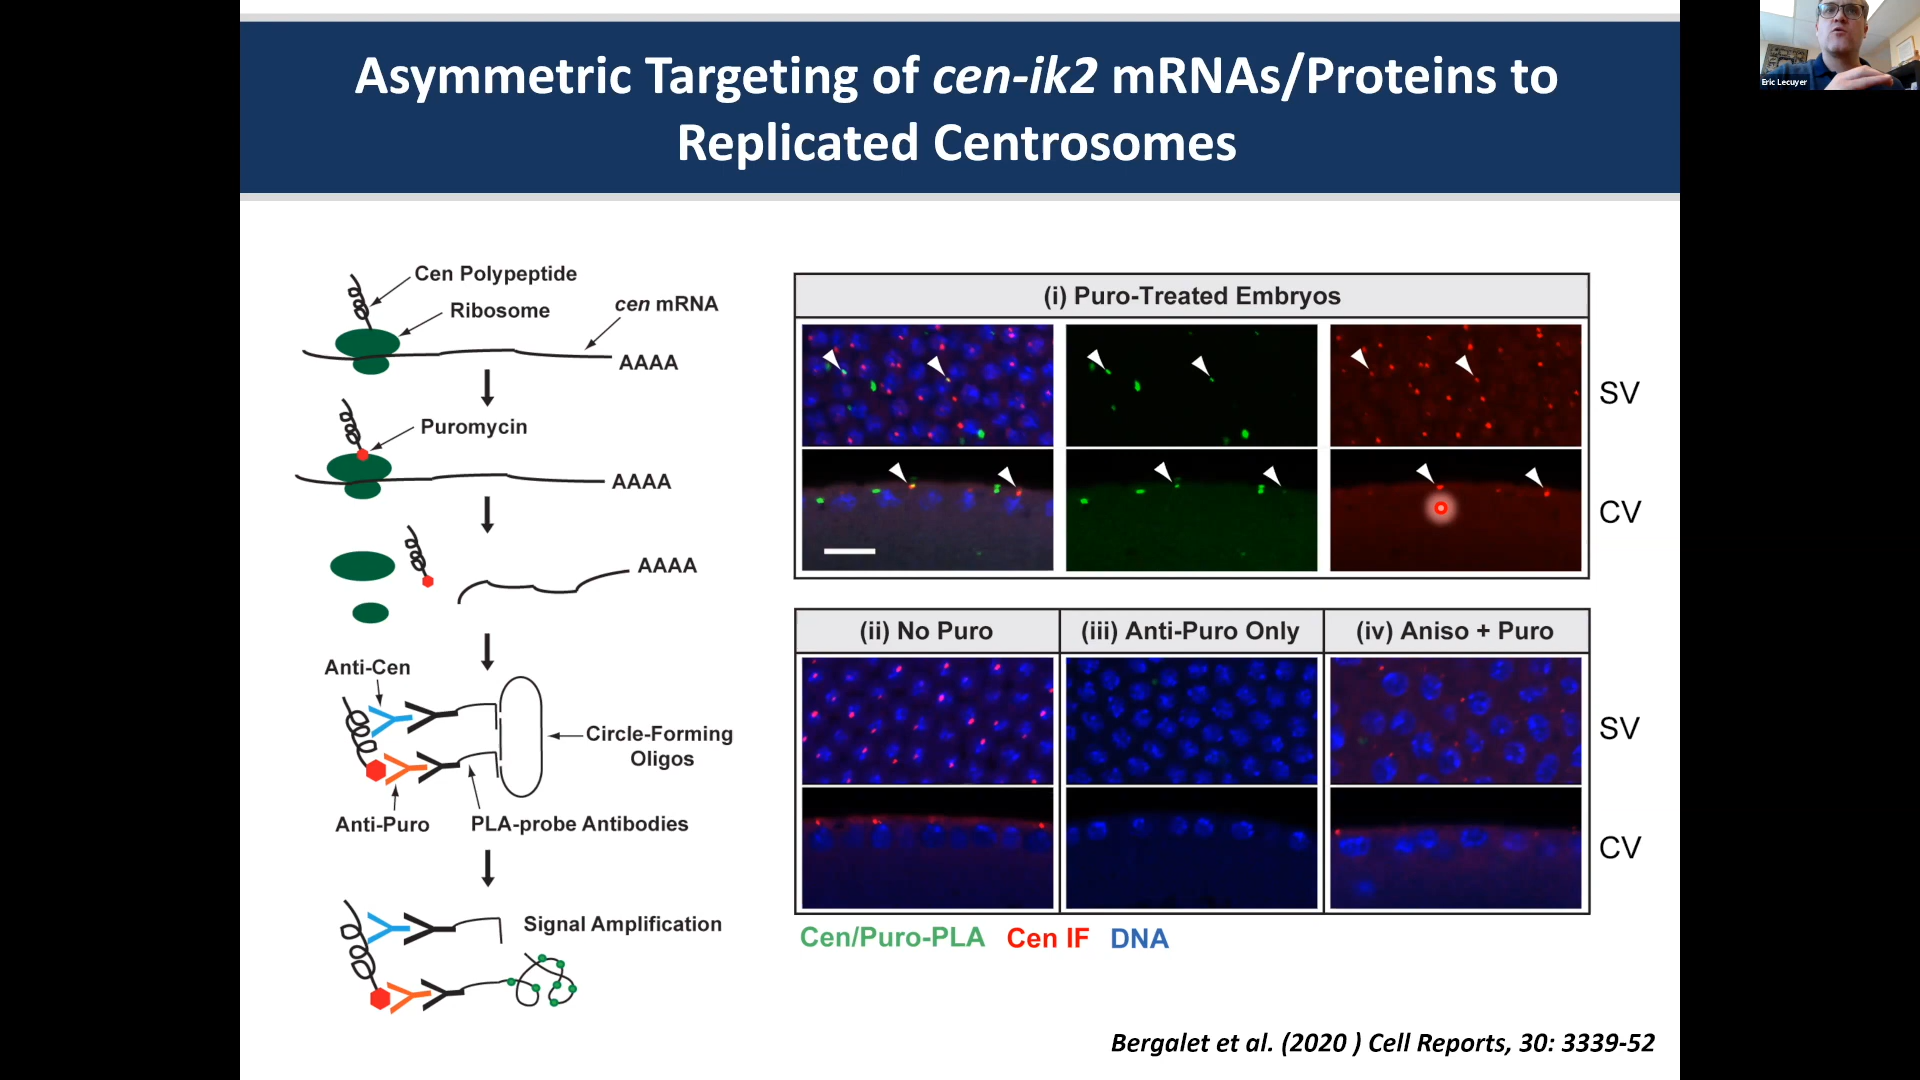 Asymmetric Targeting of cen-ik2 mRNAs/Proteins to
Replicated Centrosomes
Eric Lecuyer
Cen Polypeptide
Ribosome
cen mRNA
AAAA
Puromycin
AAAA
AAAA
Anti-Cen
Circle-Forming
Oligos
Anti-Puro
PLA-probe Antibodies
Signal Amplification
(i) Puro-Treated Embryos
SV
CV
(ii) No Puro
(iii) Anti-Puro Only
(iv) Aniso + Puro
SV
CV
Cen/Puro-PLA Cen IF DNA
Bergalet et al. (2020 ) Cell Reports, 30: 3339-52